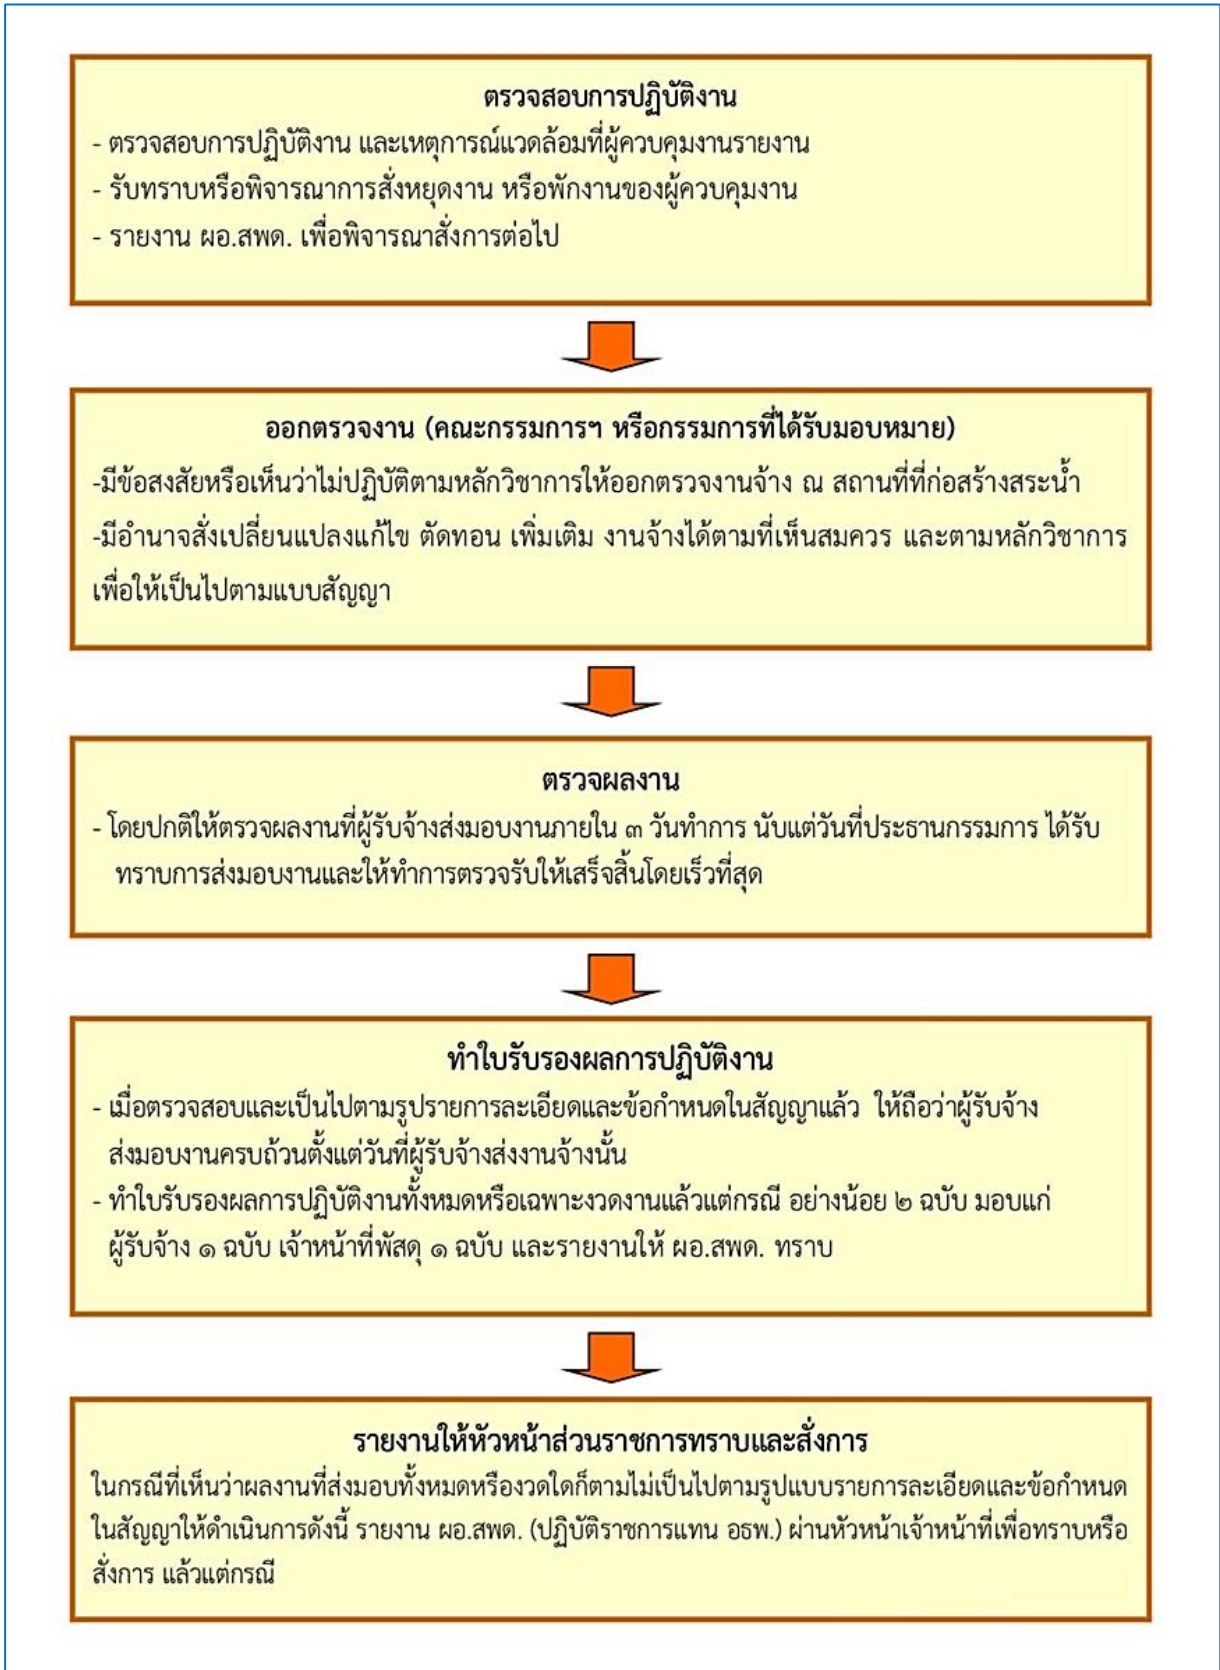 ตรวจสอบการปฏิบัติงาน
- ตรวจสอบการปฏิบัติงาน และเหตุการณ์แวดล้อมที่ผู้ควบคุมงานรายงาน
- รับทราบหรือพิจารณาการสั่งหยุดงาน หรือพักงานของผู้ควบคุมงาน
- รายงาน ผอ.สพด. เพื่อพิจารณาสั่งการต่อไป
ออกตรวจงาน (คณะกรรมการฯ หรือกรรมการที่ได้รับมอบหมาย)
-มีข้อสงสัยหรือเห็นว่าไม่ปฏิบัติตามหลักวิชาการให้ออกตรวจงานจ้าง ณ สถานที่ที่ก่อสร้างสระน้ำ
-มีอำนาจสั่งเปลี่ยนแปลงแก้ไข ตัดทอน เพิ่มเติม งานจ้างได้ตามที่เห็นสมควร และตามหลักวิชาการ
เพื่อให้เป็นไปตามแบบสัญญา
ตรวจผลงาน
- โดยปกติให้ตรวจผลงานที่ผู้รับจ้างส่งมอบงานภายใน ๓ วันทำการ นับแต่วันที่ประธานกรรมการ ได้รับ
ทราบการส่งมอบงานและให้ทำการตรวจรับให้เสร็จสิ้นโดยเร็วที่สุด
ทำใบรับรองผลการปฏิบัติงาน
- เมื่อตรวจสอบและเป็นไปตามรูปรายการละเอียดและข้อกำหนดในสัญญาแล้ว ให้ถือว่าผู้รับจ้าง
ส่งมอบงานครบถ้วนตั้งแต่วันที่ผู้รับจ้างส่งงานจ้างนั้น
- ทำใบรับรองผลการปฏิบัติงานทั้งหมดหรือเฉพาะงวดงานแล้วแต่กรณี อย่างน้อย ๒ ฉบับ มอบแก่
ผู้รับจ้าง ๑ ฉบับ เจ้าหน้าที่พัสดุ ๑ ฉบับ และรายงานให้ ผอ.สพด. ทราบ
รายงานให้หัวหน้าส่วนราชการทราบและสั่งการ
ในกรณีที่เห็นว่าผลงานที่ส่งมอบทั้งหมดหรืองวดใดก็ตามไม่เป็นไปตามรูปแบบรายการละเอียดและข้อกำหนด
ในสัญญาให้ดำเนินการดังนี้ รายงาน ผอ.สพด. (ปฏิบัติราชการแทน อธพ.) ผ่านหัวหน้าเจ้าหน้าที่เพื่อทราบหรือ
สั่งการ แล้วแต่กรณี